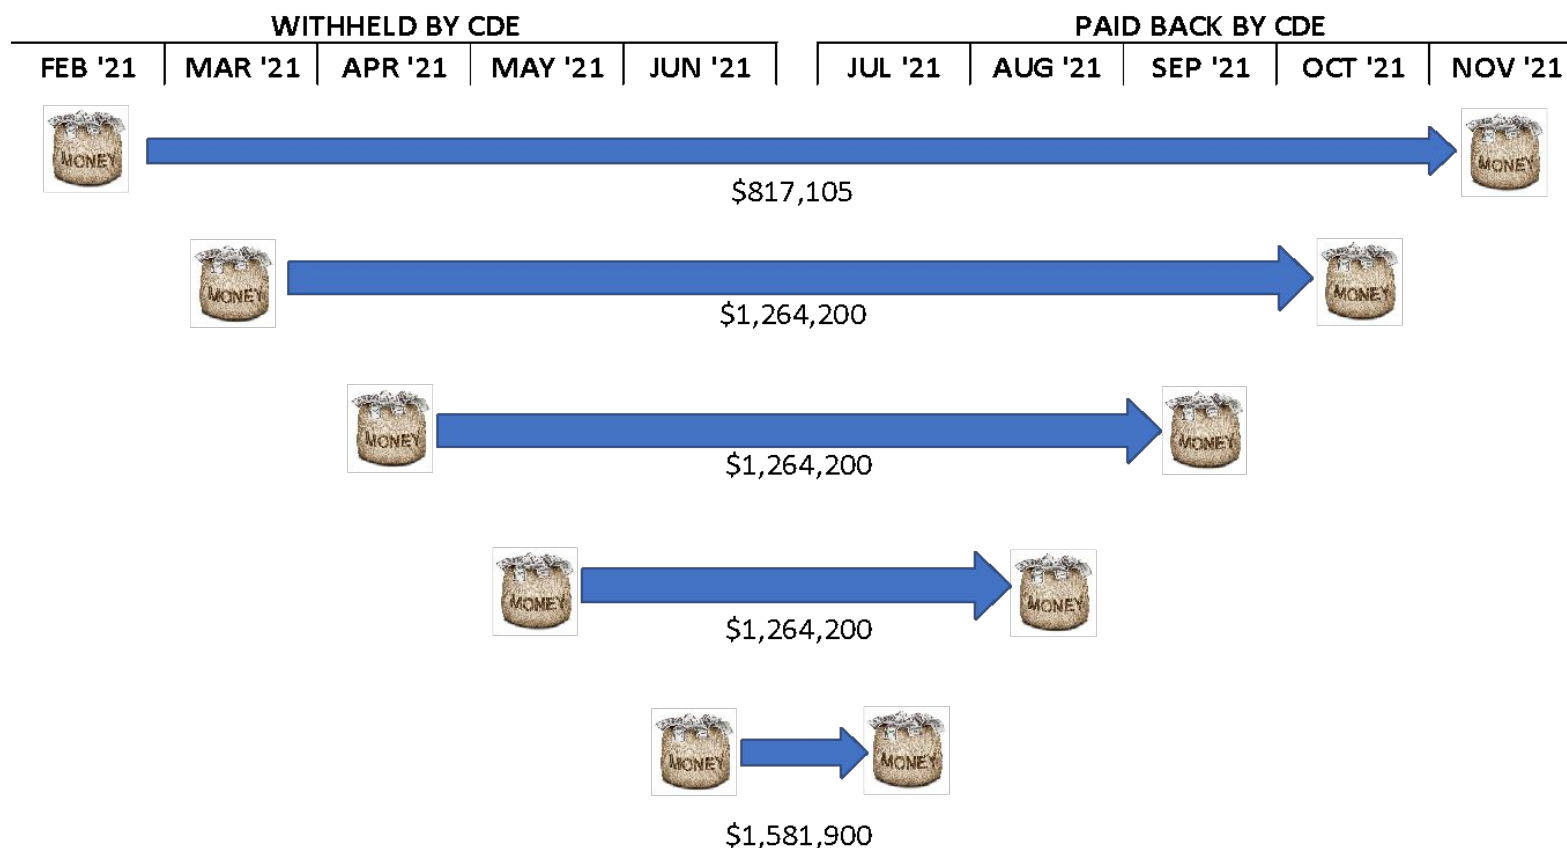 WITHHELD BY CDE
PAID BACK BY CDE
FEB '21 MAR '21 APR '21 MAY '21 JUN '21 JUL '21 AUG '21 SEP '21 OCT '21 NOV '21
MONEY MONEY
$817,105
MONEY MONEY
$1,264,200
MONEY MONEY
$1,264,200
MONEY MONEY
$1,264,200
MONEY MONEY
$1,581,900